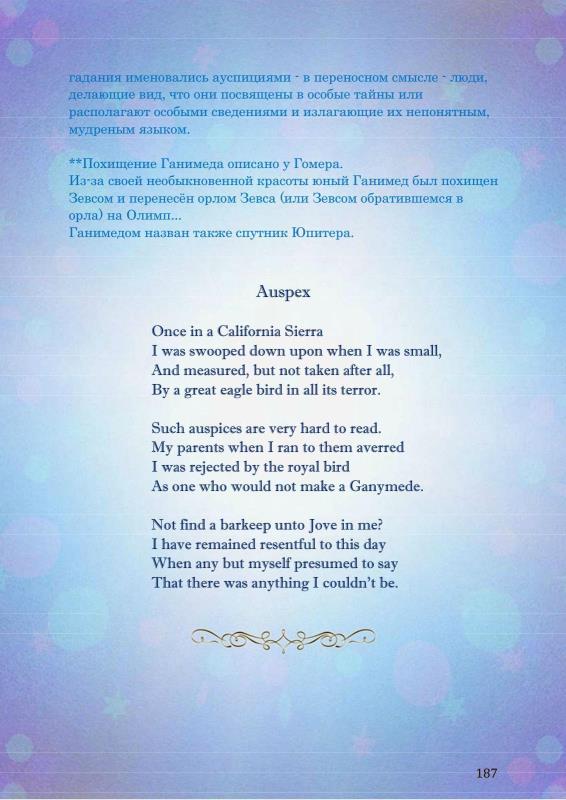 гадания именовались ауспициями - в переносном смысле - люди,
делающие вид, что они посвящены в особые тайны или
располагают особыми сведениями и излагающие их непонятным,
мудреным языком.
**Похищение Ганимеда описано у Гомера.
Из-за своей необыкновенной красоты юный Ганимед был похищен
Зевсом и перенесён орлом Зевса (или Зевсом обратившемся в
орла) на Олимп...
Ганимедом назван также спутник Юпитера.
Auspex
Once in a California Sierra
I was swooped down upon when I was small,
And measured, but not taken after all,
By a great eagle bird in all its terror.
Such auspices are very hard to read.
My parents when I ran to them averred
I was rejected by the royal bird
As one who would not make a Ganymede.
Not find a barkeep unto Jove in me?
I have remained resentful to this day
When any but myself presumed to say
That there was anything I couldn’t be.
187